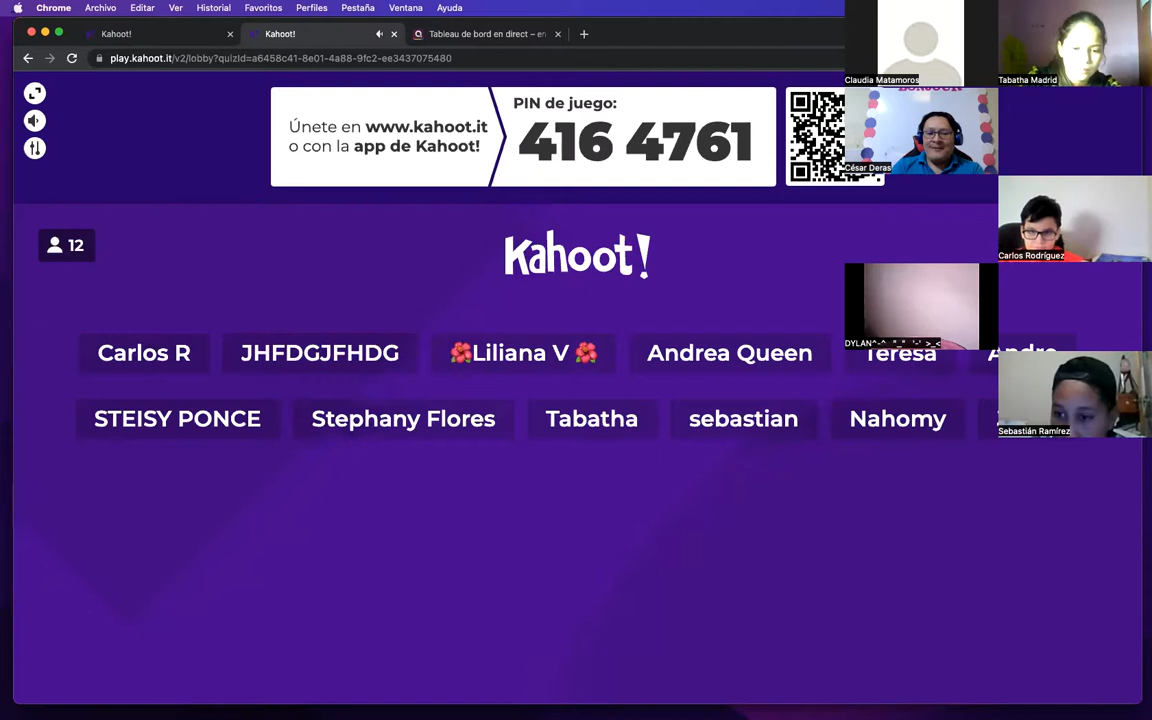 Chrome Archivo Editar Ver Historial Favoritos Perfiles Pestaña Ventana Ayuda
Kahoot! Kahoot! Tableau de bord en direct – en
play.kahoot.it/v2/lobby?quizId=a6458c41-8e01-4a88-9fc2-ee3437075480
Únete en www.kahoot.it
o con la app de Kahoot!
PIN de juego:
416 4761
12
Kahoot!
Carlos R JHFDGJFHDG 🌺Liliana V 🌺 Andrea Queen Teresa
STEISY PONCE Stephany Flores Tabatha sebastian Nahomy
Claudia Matamoros
Tabatha Madrid
BONJOUR
César Deras
Carlos Rodríguez
DYLAN^-^ "_" '-' >_<
Sebastián Ramírez